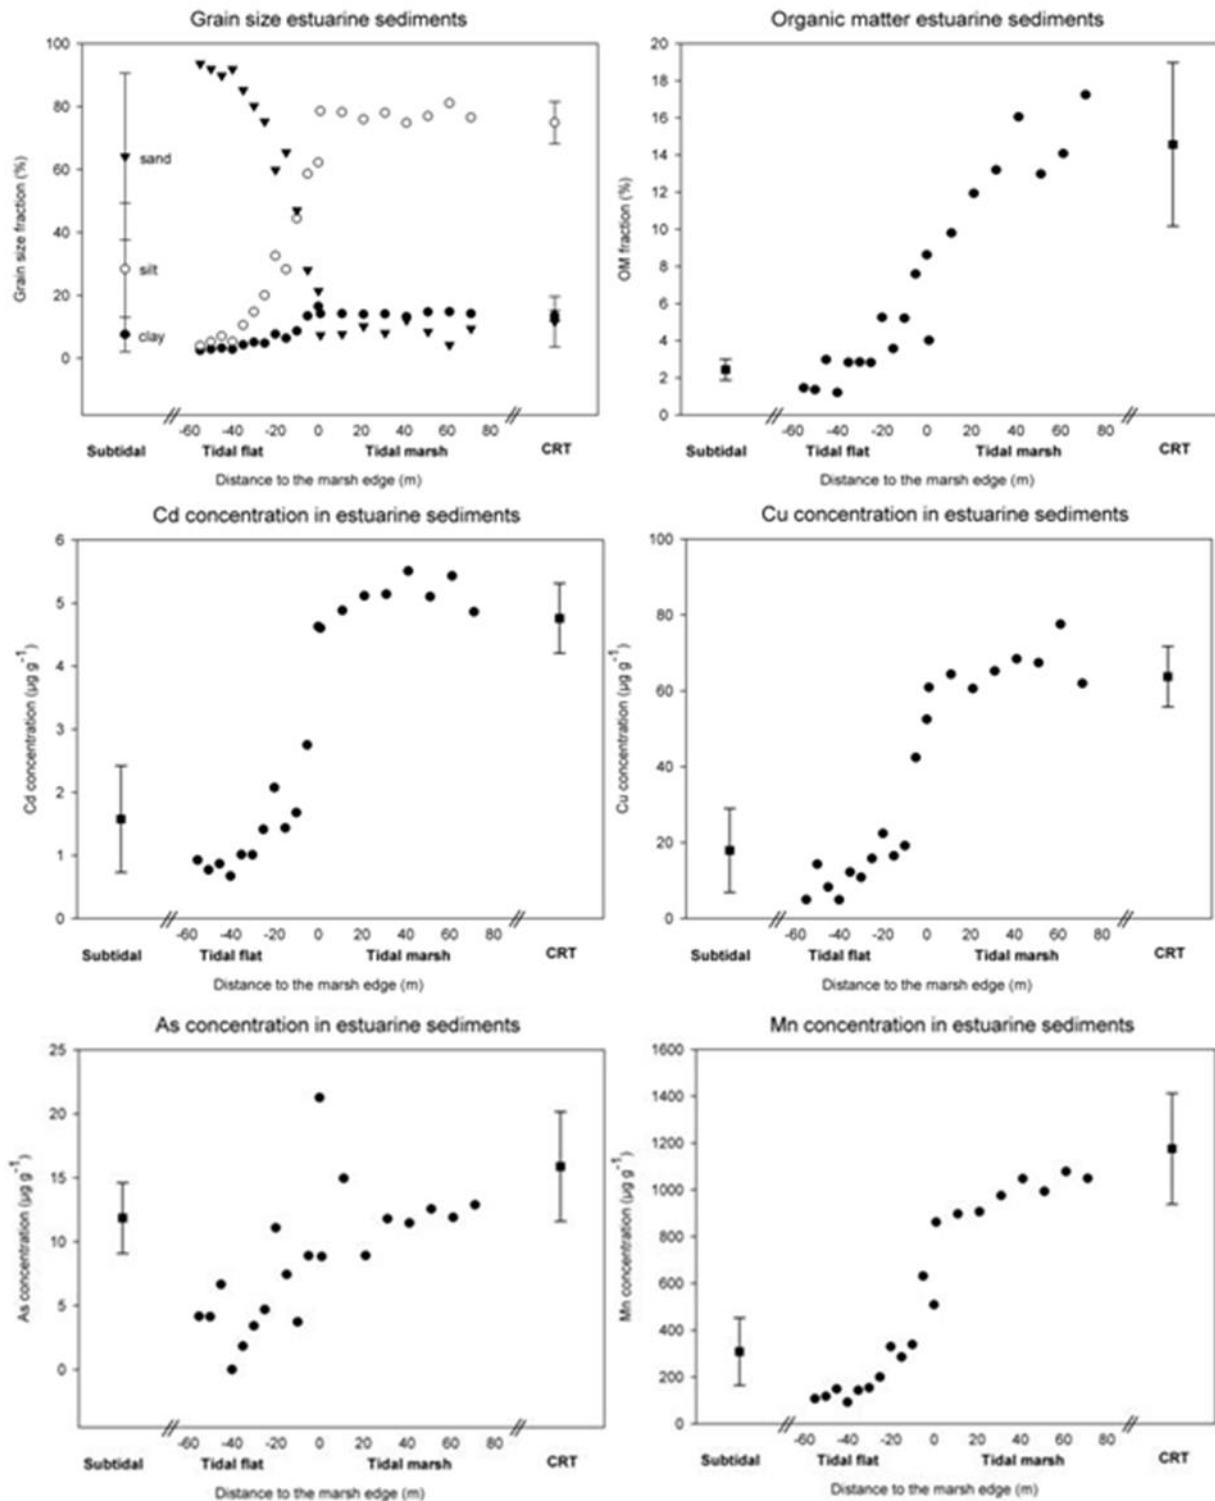 Grain size estuarine sediments
Grain size fraction (%)
100
80
60
40
20
0
sand
silt
clay
-60 -40 -20 0 20 40 60 80
Subtidal Tidal flat Tidal marsh CRT
Distance to the marsh edge (m)
Organic matter estuarine sediments
OM fraction (%)
20
18
16
14
12
10
8
6
4
2
0
-60 -40 -20 0 20 40 60 80
Subtidal Tidal flat Tidal marsh CRT
Distance to the marsh edge (m)
Cd concentration in estuarine sediments
Cd concentration (µg g⁻¹)
6
5
4
3
2
1
0
-60 -40 -20 0 20 40 60 80
Subtidal Tidal flat Tidal marsh CRT
Distance to the marsh edge (m)
Cu concentration in estuarine sediments
Cu concentration (µg g⁻¹)
100
80
60
40
20
0
-60 -40 -20 0 20 40 60 80
Subtidal Tidal flat Tidal marsh CRT
Distance to the marsh edge (m)
As concentration in estuarine sediments
As concentration (µg g⁻¹)
25
20
15
10
5
0
-60 -40 -20 0 20 40 60 80
Subtidal Tidal flat Tidal marsh CRT
Distance to the marsh edge (m)
Mn concentration in estuarine sediments
Mn concentration (µg g⁻¹)
1600
1400
1200
1000
800
600
400
200
0
-60 -40 -20 0 20 40 60 80
Subtidal Tidal flat Tidal marsh CRT
Distance to the marsh edge (m)